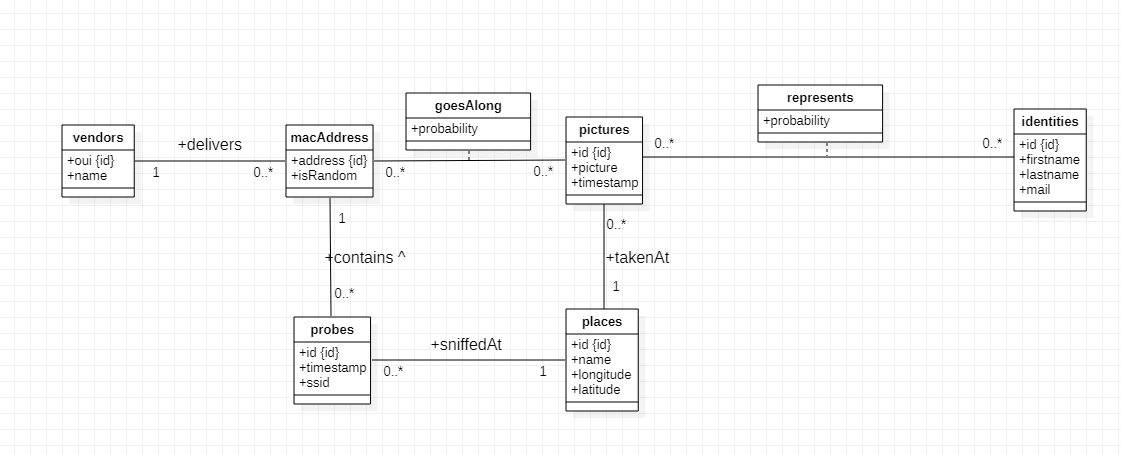 vendors
+oui {id}
+name
+delivers
1
0..*
macAddress
+address {id}
+isRandom
goesAlong
+probability
0..*
0..*
pictures
+id {id}
+picture
+timestamp
represents
+probability
0..*
0..*
identities
+id {id}
+firstname
+lastname
+mail
1
+contains ^
0..*
0..*
+takenAt
1
probes
+id {id}
+timestamp
+ssid
+sniffedAt
0..*
1
places
+id {id}
+name
+longitude
+latitude